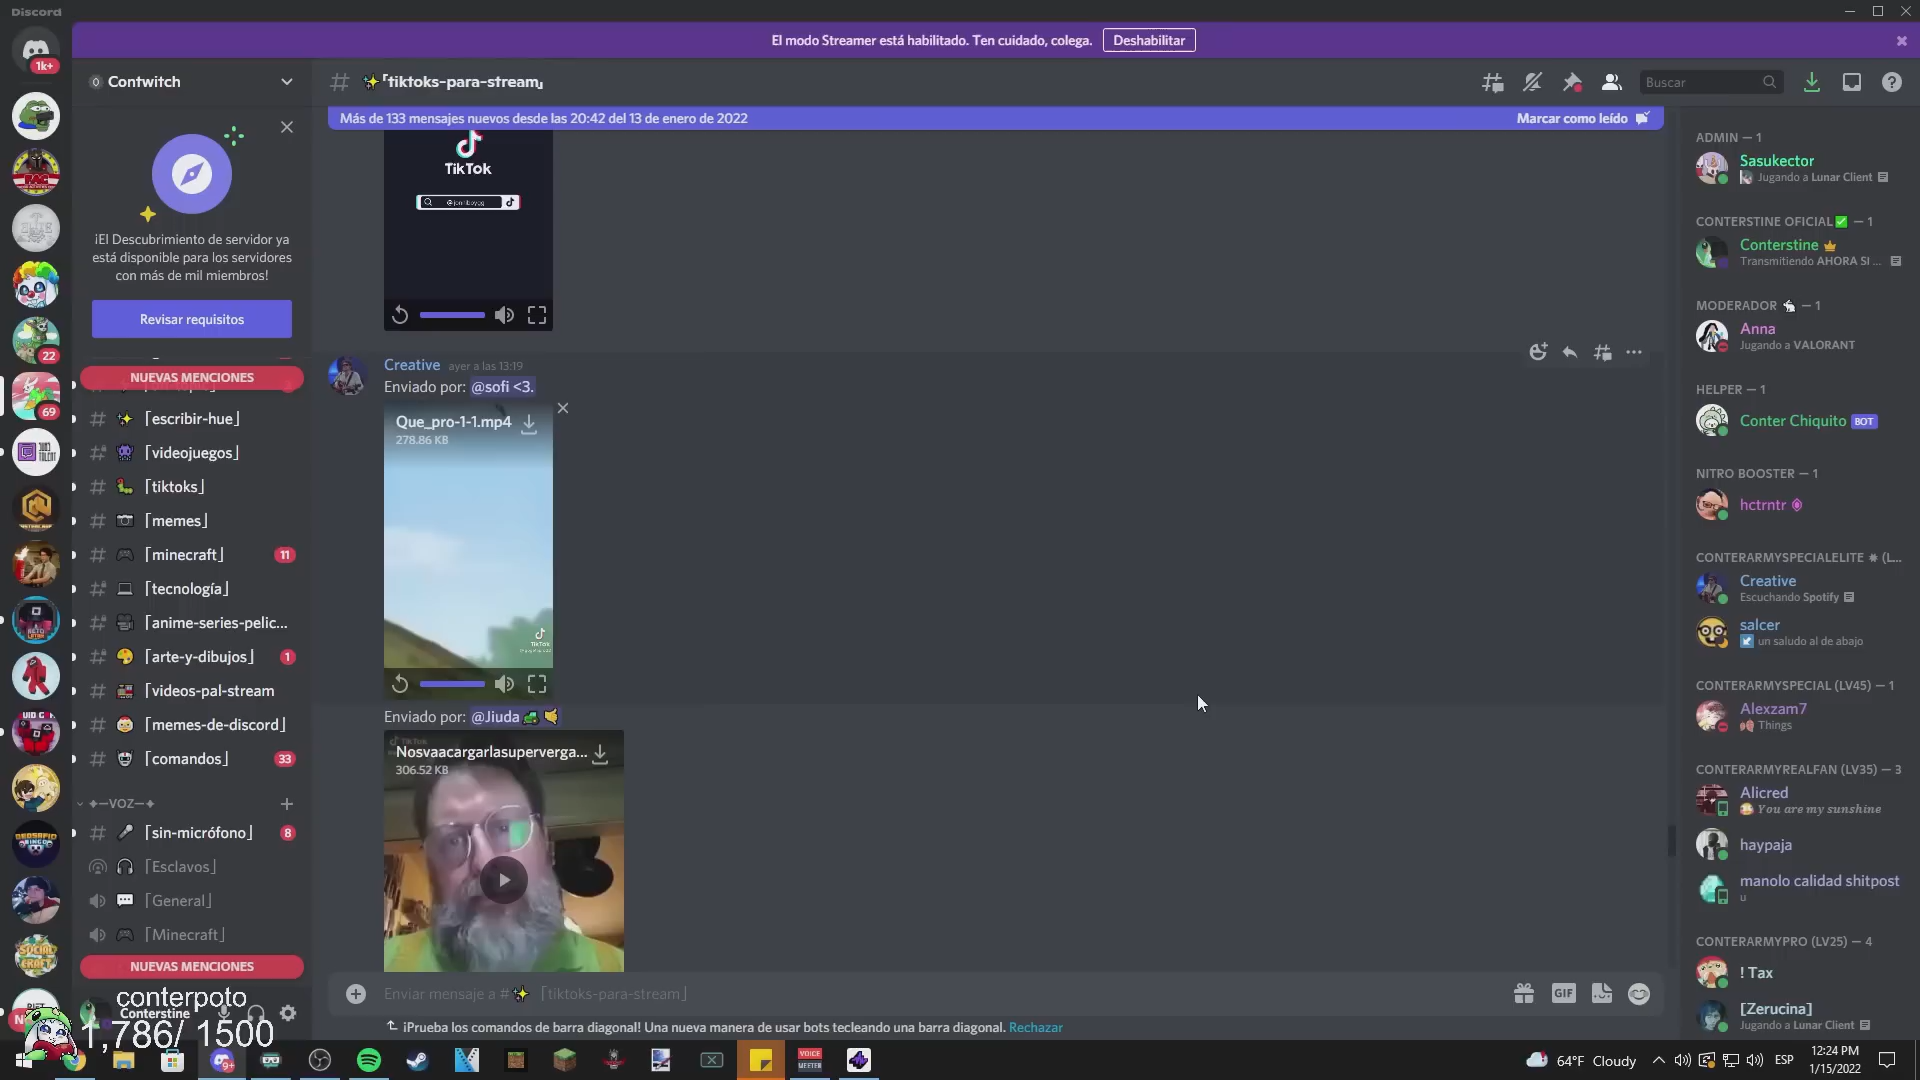 Discord
El modo Streamer está habilitado. Ten cuidado, colega.
Deshabilitar
1k+
Contwitch
「tiktoks-para-stream」
Buscar
Más de 133 mensajes nuevos desde las 20:42 del 13 de enero de 2022
Marcar como leído
¡El Descubrimiento de servidor ya
está disponible para los servidores
con más de mil miembros!
Revisar requisitos
22
69
NUEVAS MENCIONES
「escribir-hue」
「videojuegos」
「tiktoks」
「memes」
「minecraft」
11
「tecnología」
「anime-series-pelic...
「arte-y-dibujos」
1
「videos-pal-stream
「memes-de-discord」
「comandos」
33
✦—VOZ—✦
「sin-micrófono」
8
「Esclavos」
「General」
「Minecraft」
NUEVAS MENCIONES
conterpoto
Conterstine
1,786/ 1500
TikTok
@jonniboygg
Creative
ayer a las 13:19
Enviado por: @sofi <3.
Que_pro-1-1.mp4
278.86 KB
TikTok
Enviado por: @Jiuda
Nosvaacargarlasuperverga...
306.52 KB
Enviar mensaje a #✨「tiktoks-para-stream」
GIF
¡Prueba los comandos de barra diagonal! Una nueva manera de usar bots tecleando una barra diagonal. Rechazar
ADMIN — 1
Sasukector
Jugando a Lunar Client
CONTERSTINE OFICIAL✅ — 1
Conterstine
Transmitiendo AHORA SI ...
MODERADOR 🐇 — 1
Anna
Jugando a VALORANT
HELPER — 1
Conter Chiquito BOT
NITRO BOOSTER — 1
hctrntr
CONTERARMYSPECIALELITE ⁕ (L...
Creative
Escuchando Spotify
salcer
un saludo al de abajo
CONTERARMYSPECIAL (LV45) — 1
Alexzam7
Things
CONTERARMYREALFAN (LV35) — 3
Alicred
You are my sunshine
haypaja
manolo calidad shitpost
u
CONTERARMYPRO (LV25) — 4
! Tax
[Zerucina]
Jugando a Lunar Client
9+
VOICE
MEETER
64°F Cloudy
ESP
12:24 PM
1/15/2022